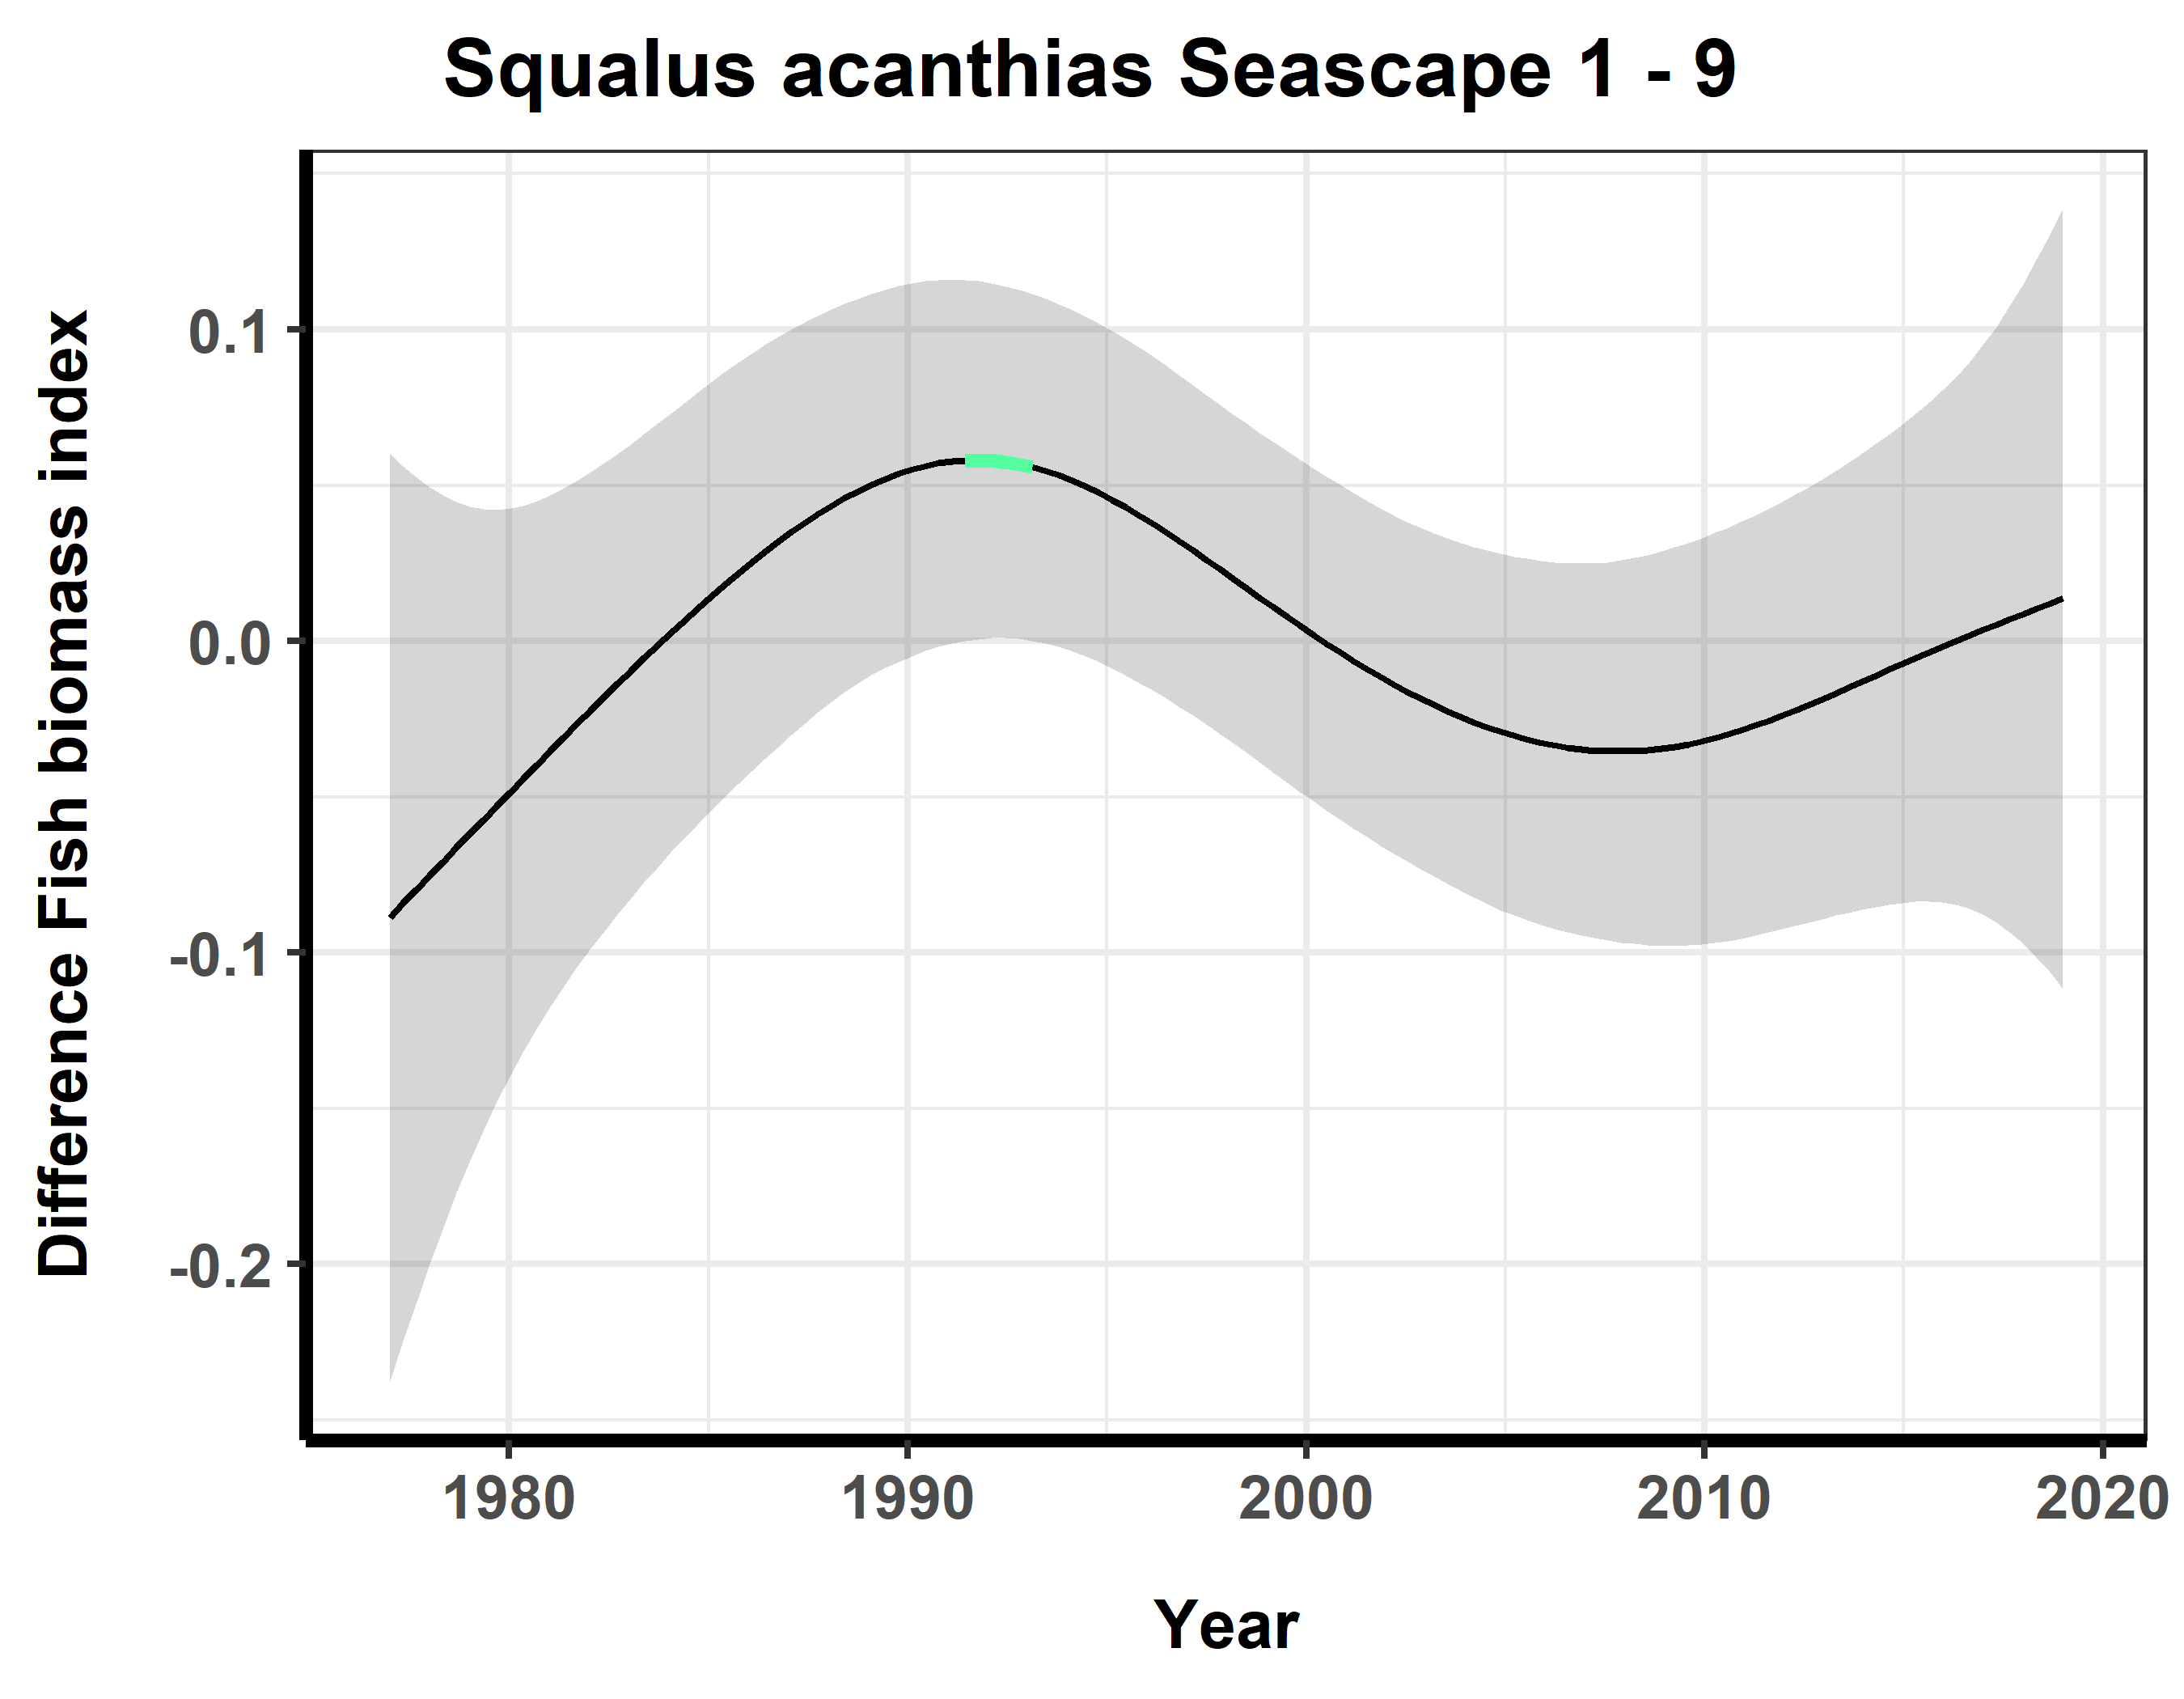 Squalus acanthias Seascape 1 - 9
Difference Fish biomass index
0.1
0.0
-0.1
-0.2
1980 1990 2000 2010 2020
Year